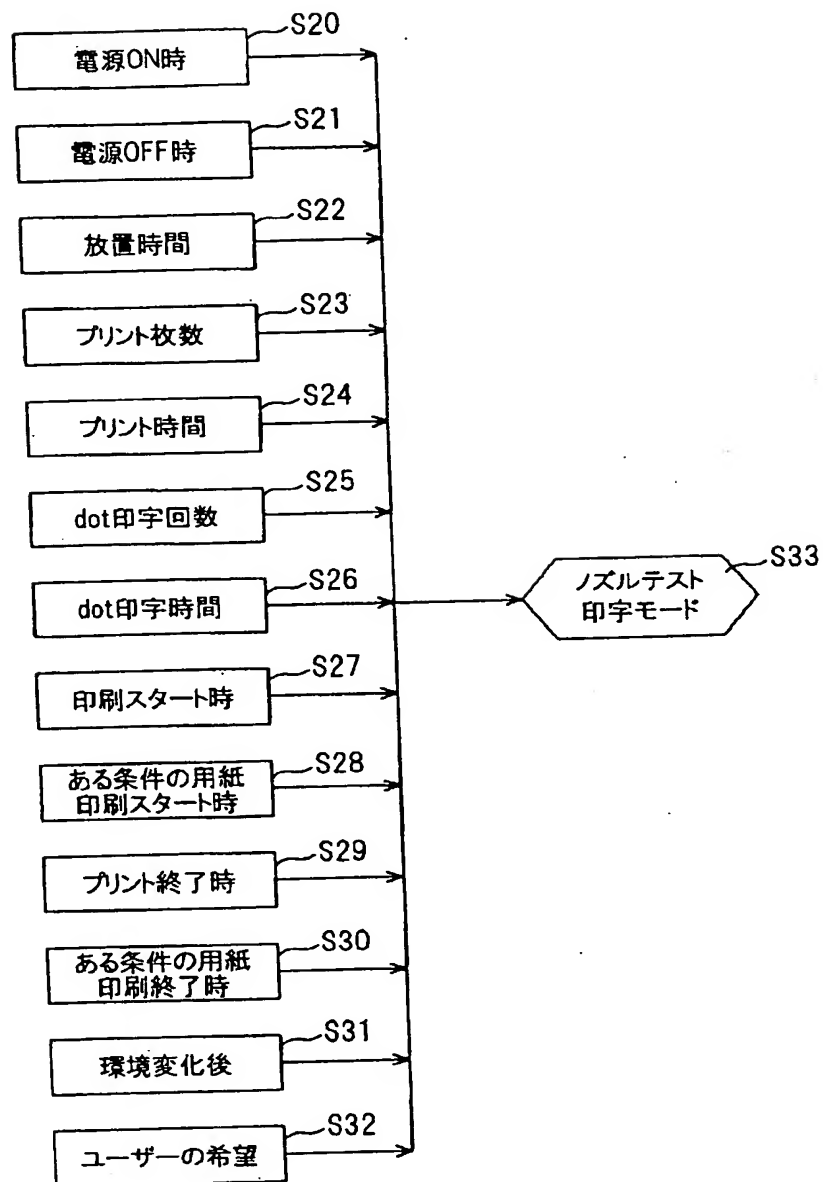 S20
電源ON時
S21
電源OFF時
S22
放置時間
S23
プリント枚数
S24
プリント時間
S25
dot印字回数
S26
dot印字時間
S33
ノズルテスト
印字モード
S27
印刷スタート時
S28
ある条件の用紙
印刷スタート時
S29
プリント終了時
S30
ある条件の用紙
印刷終了時
S31
環境変化後
S32
ユーザーの希望